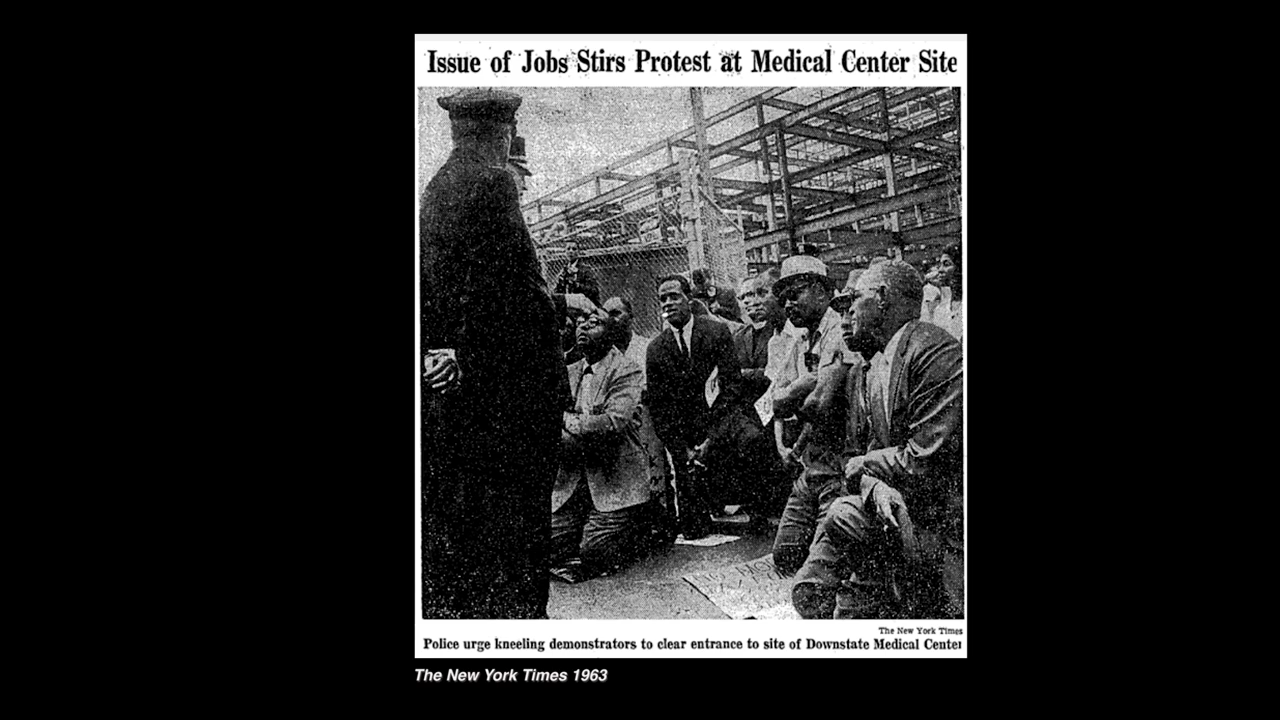 Issue of Jobs Stirs Protest at Medical Center Site
The New York Times
Police urge kneeling demonstrators to clear entrance to site of Downstate Medical Center
The New York Times 1963